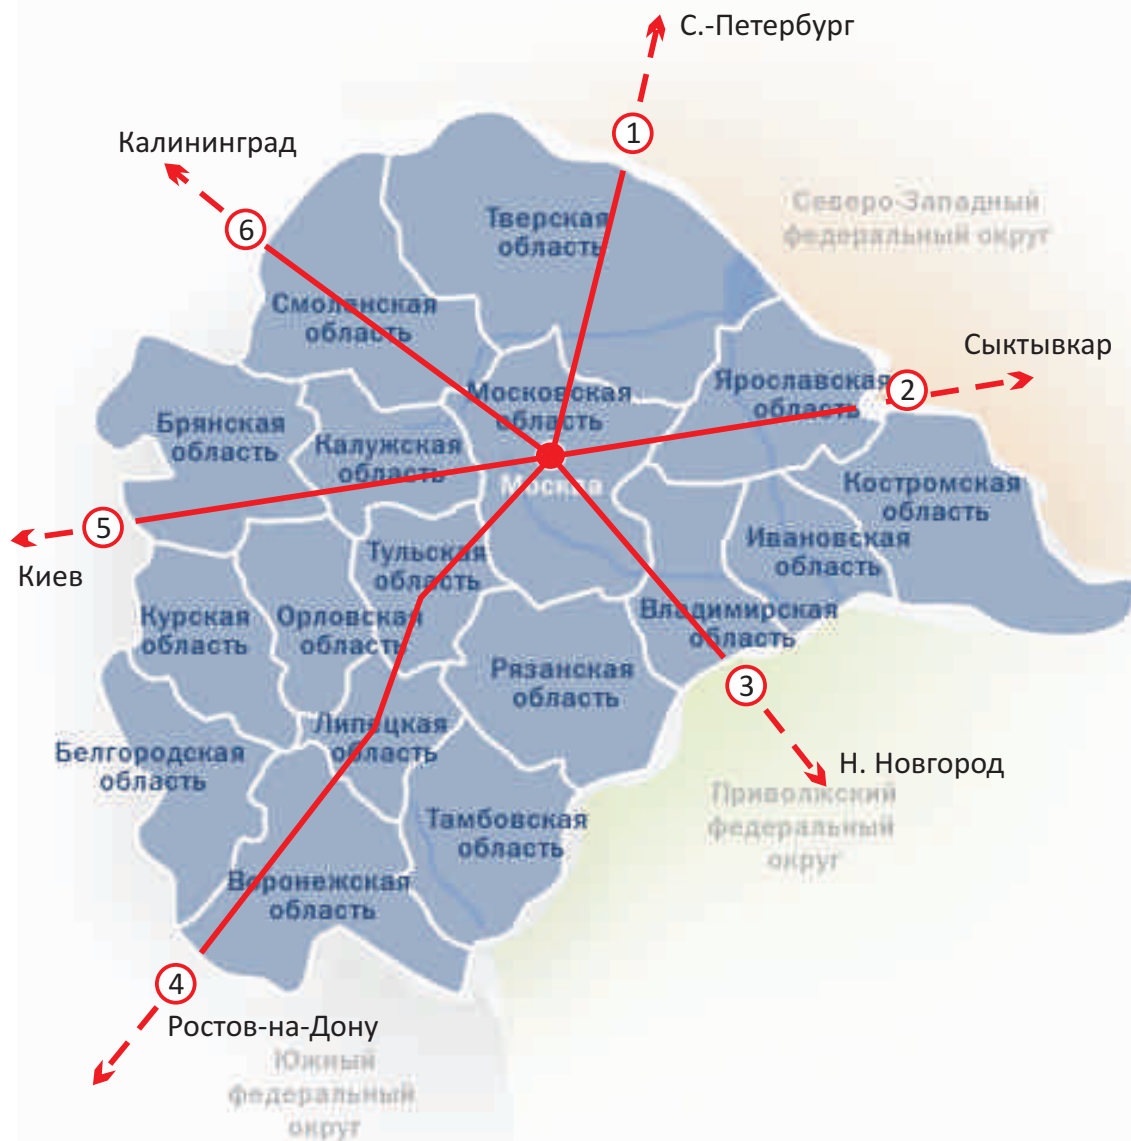 С.-Петербург
1
Калининград
Северо-Западный
федеральный округ
Тверская
область
6
Смоленская
область
Сыктывкар
Московская
область
Ярославская
область
2
Брянская
область
Калужская
область
Москва
Костромская
область
5
Киев
Тульская
область
Ивановская
область
Курская
область
Орловская
область
Владимирская
область
Рязанская
область
3
Липецкая
область
Белгородская
область
Н. Новгород
Приволжский
федеральный
округ
Тамбовская
область
Воронежская
область
4
Ростов-на-Дону
Южный
федеральный
округ